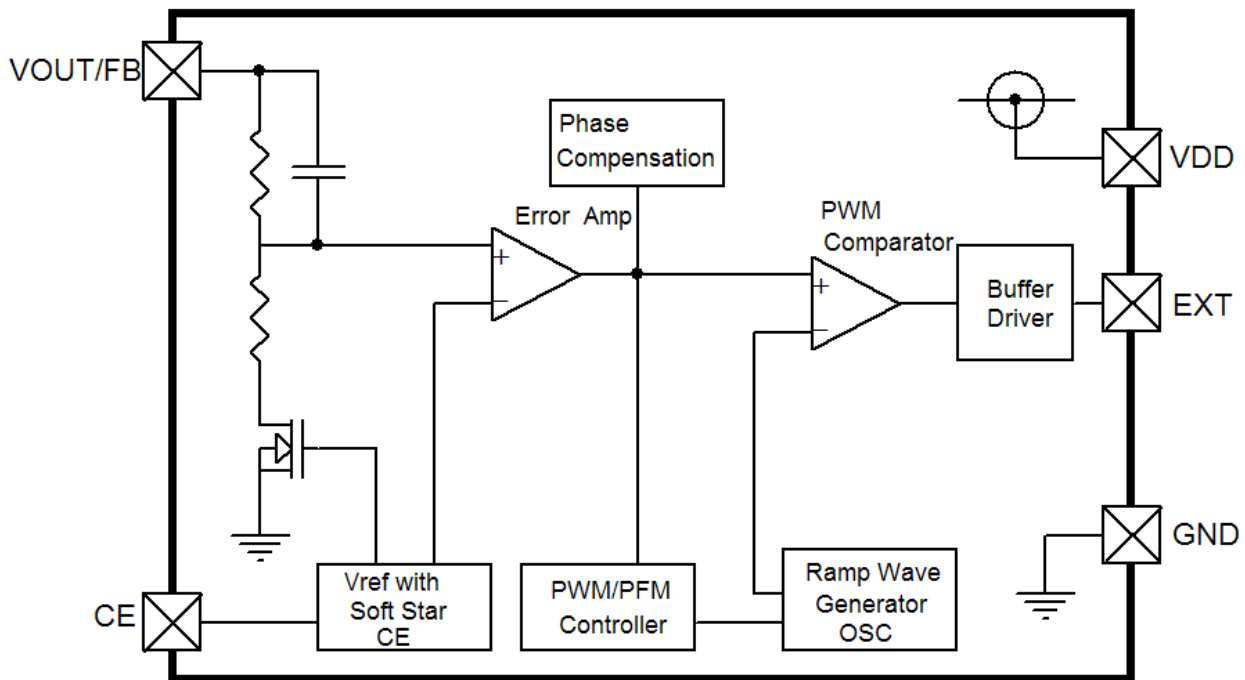 VOUT/FB
Phase
Compensation
VDD
Error Amp
PWM
Comparator
+
−
+
−
Buffer
Driver
EXT
GND
CE
Vref with
Soft Star
CE
PWM/PFM
Controller
Ramp Wave
Generator
OSC